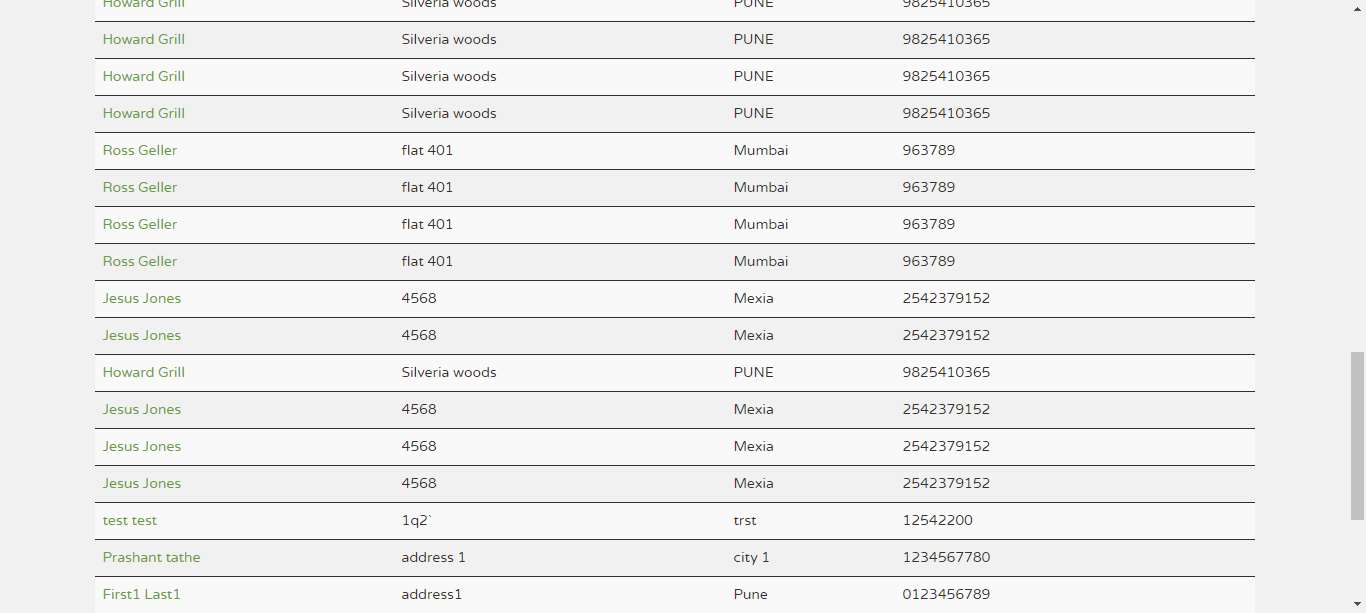 Howard Grill Silveria woods PUNE 9825410365
Howard Grill Silveria woods PUNE 9825410365
Howard Grill Silveria woods PUNE 9825410365
Howard Grill Silveria woods PUNE 9825410365
Ross Geller flat 401 Mumbai 963789
Ross Geller flat 401 Mumbai 963789
Ross Geller flat 401 Mumbai 963789
Ross Geller flat 401 Mumbai 963789
Jesus Jones 4568 Mexia 2542379152
Jesus Jones 4568 Mexia 2542379152
Howard Grill Silveria woods PUNE 9825410365
Jesus Jones 4568 Mexia 2542379152
Jesus Jones 4568 Mexia 2542379152
Jesus Jones 4568 Mexia 2542379152
test test 1q2` trst 12542200
Prashant tathe address 1 city 1 1234567780
First1 Last1 address1 Pune 0123456789